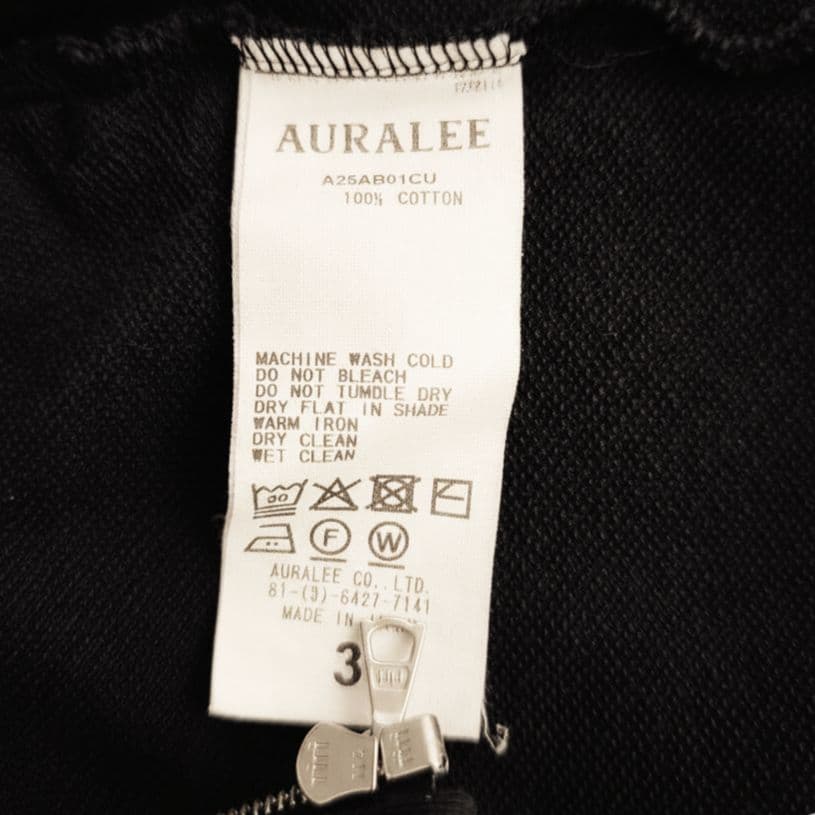 AURALEE
A25AB01CU
100% COTTON
MACHINE WASH COLD
DO NOT BLEACH
DO NOT TUMDLE DRY
DRY FLAT IN SHADE
WARM IRON
DRY CLEAN
WET CLEAN
F W
AURALEE CO., LTD.
81-(3)-6427-7141
MADE IN
3